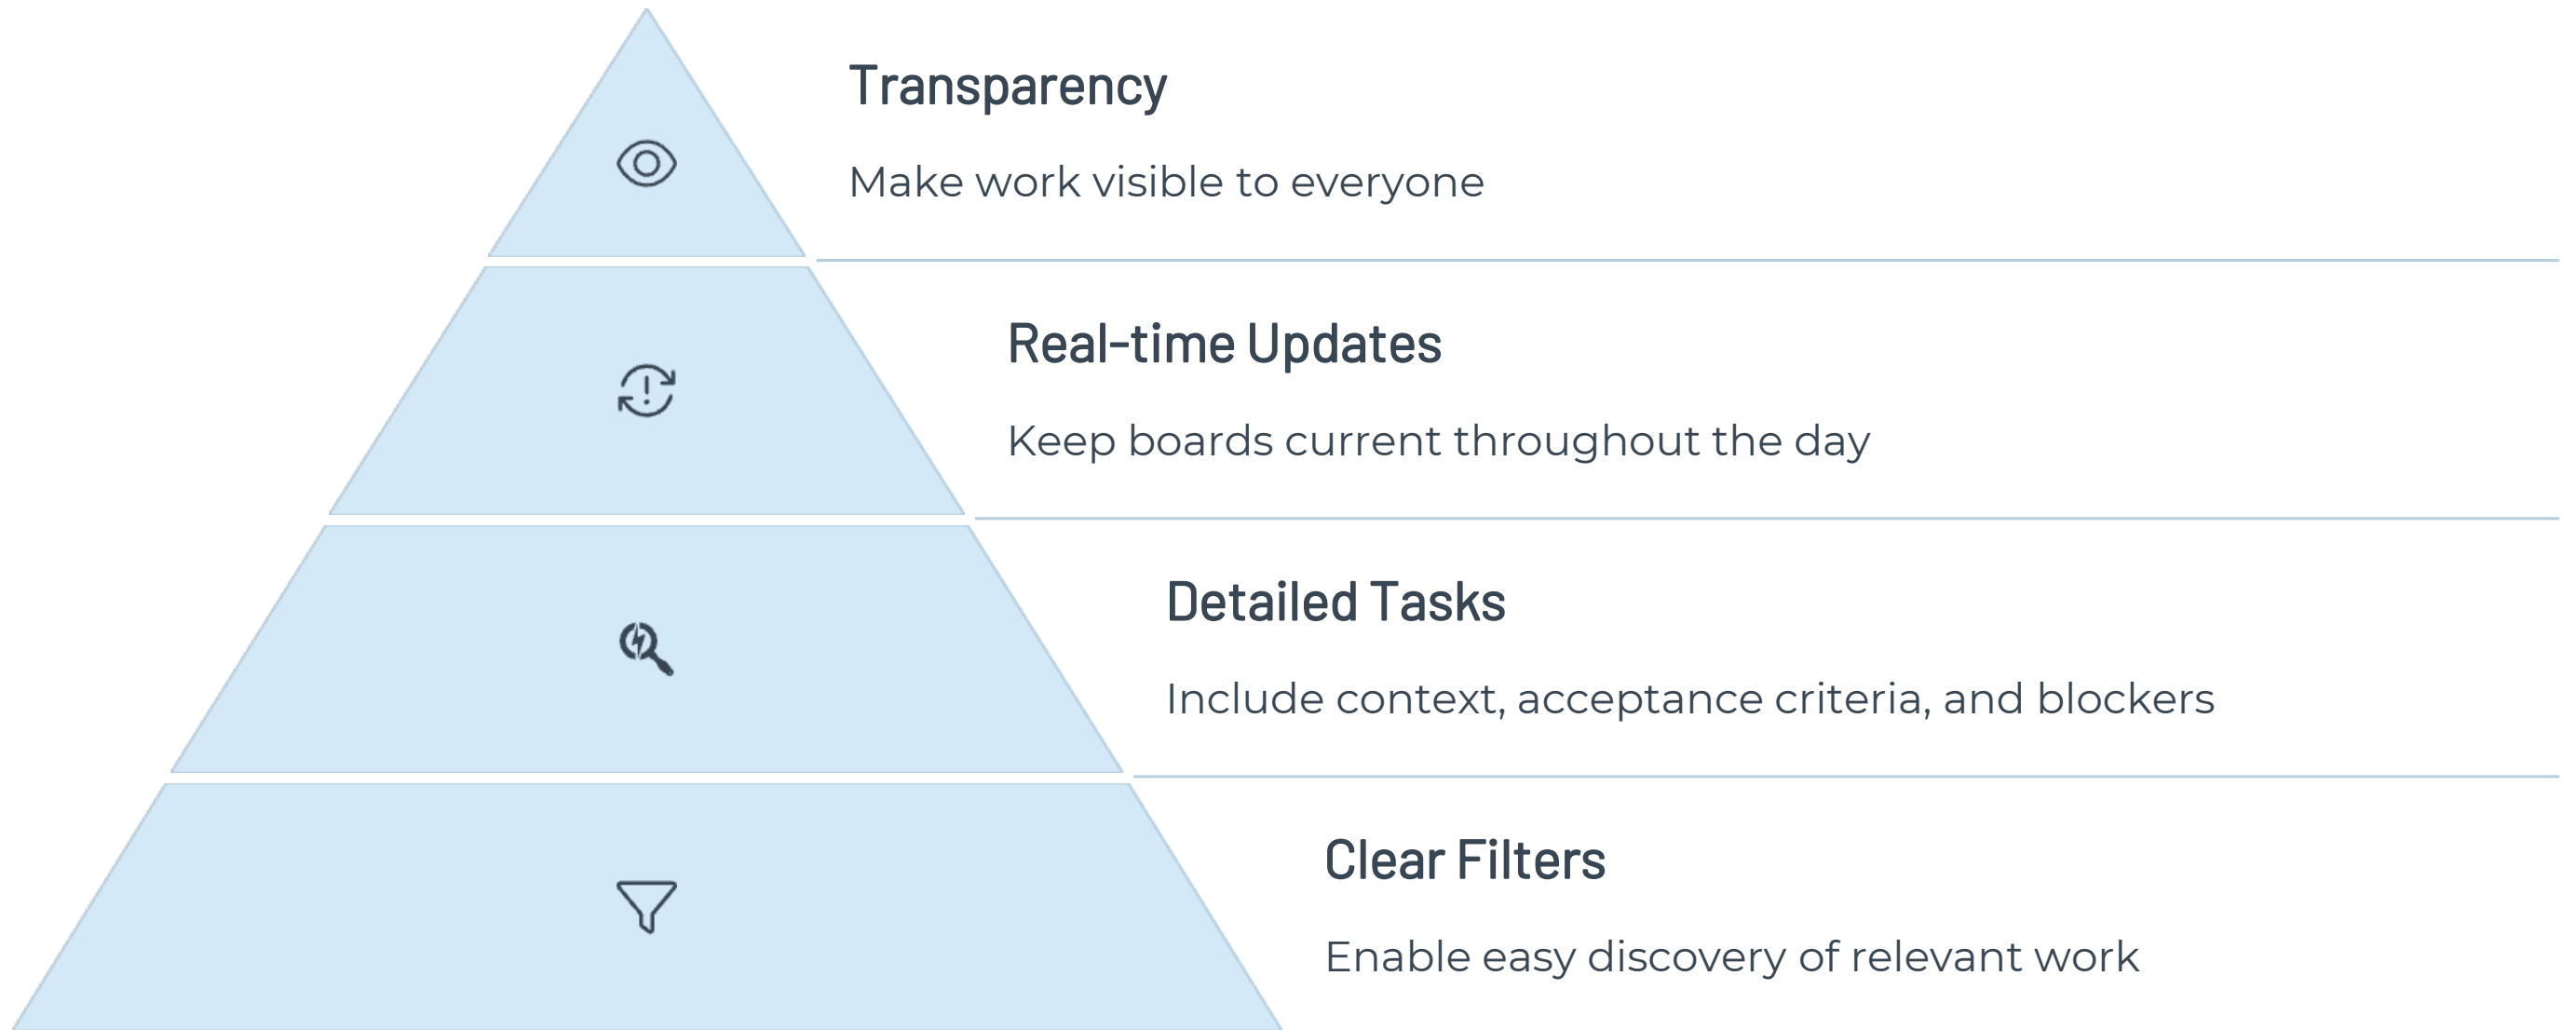 Transparency
Make work visible to everyone
Real-time Updates
Keep boards current throughout the day
Detailed Tasks
Include context, acceptance criteria, and blockers
Clear Filters
Enable easy discovery of relevant work